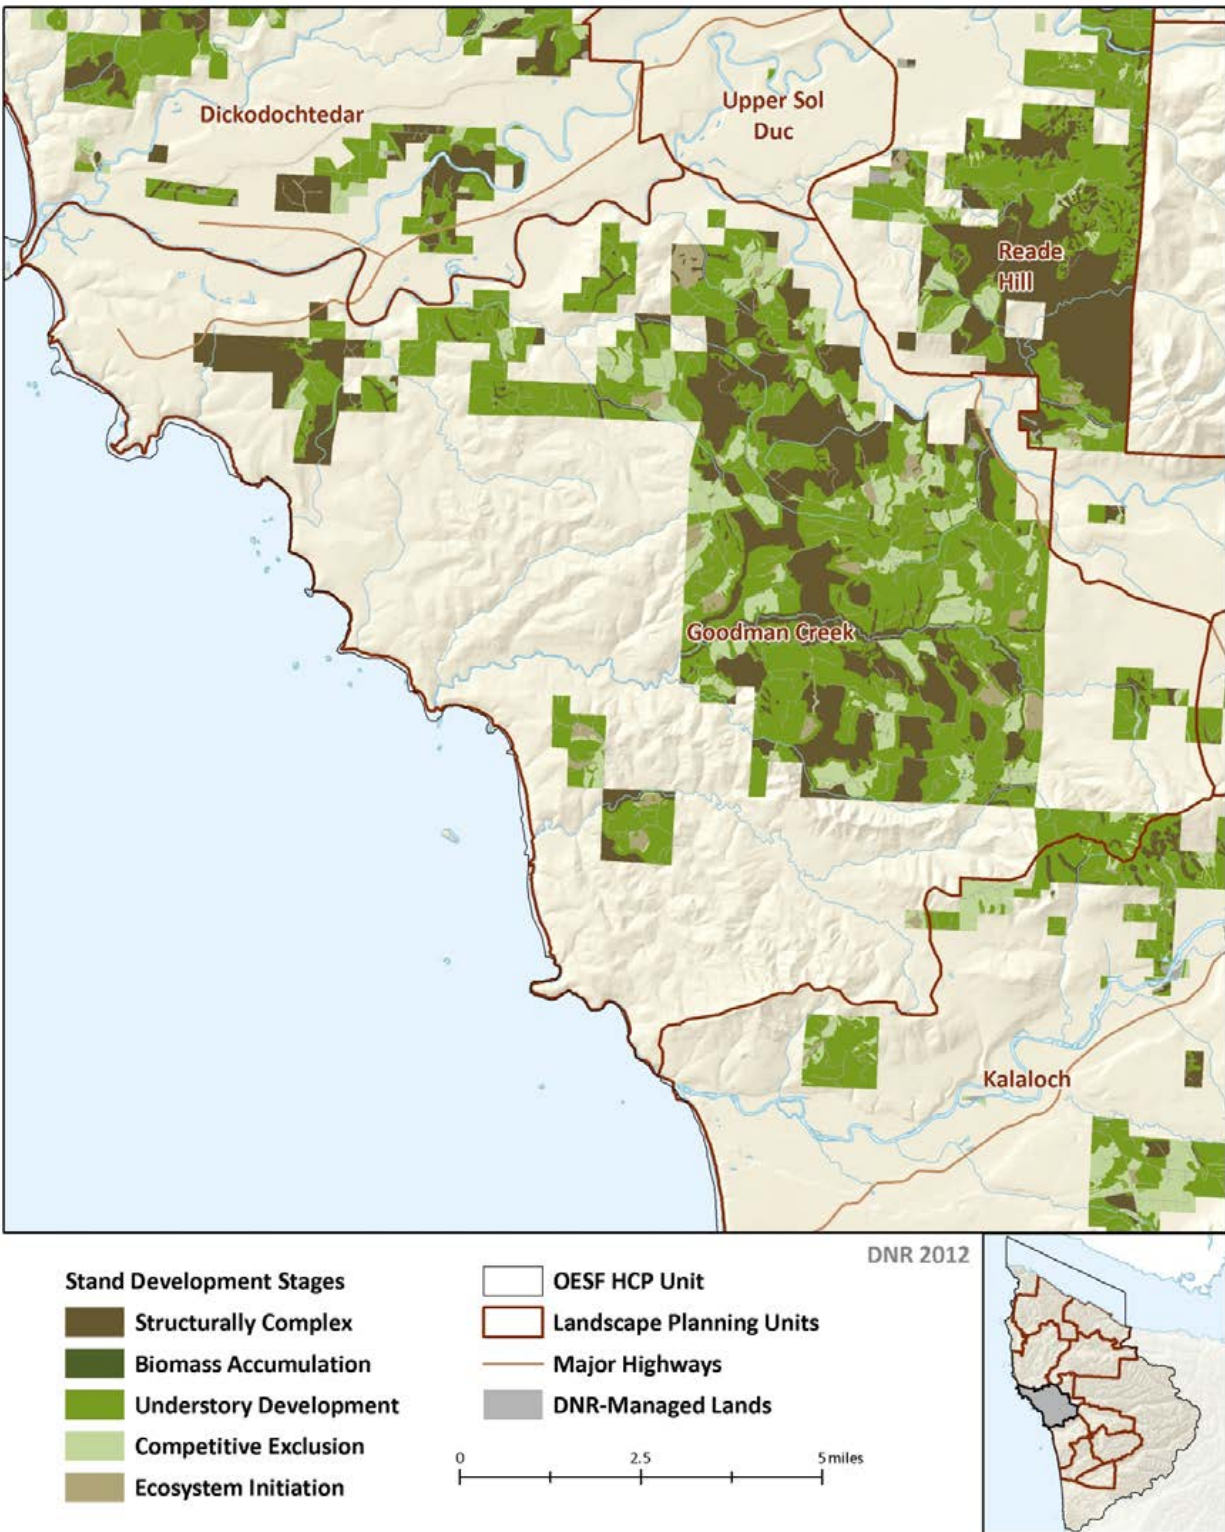 Dickodochtedar
Upper Sol
Duc
Reade
Hill
Goodman Creek
Kalaloch
DNR 2012
Stand Development Stages
Structurally Complex
Biomass Accumulation
Understory Development
Competitive Exclusion
Ecosystem Initiation
OESF HCP Unit
Landscape Planning Units
Major Highways
DNR-Managed Lands
0 2.5 5 miles